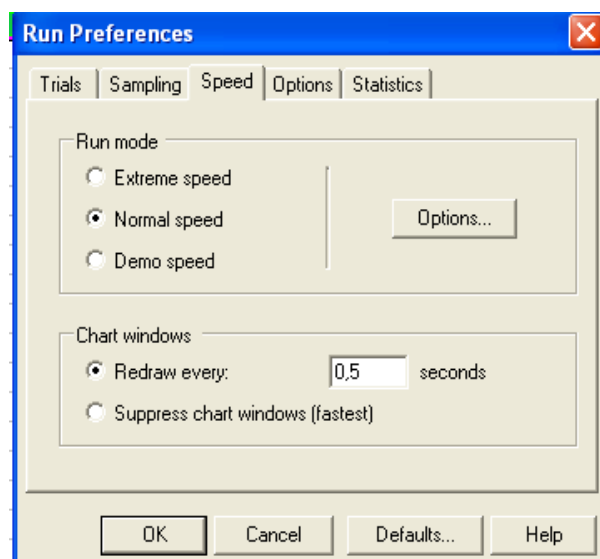 Run Preferences
Trials Sampling Speed Options Statistics
Run mode
Extreme speed
Normal speed
Options...
Demo speed
Chart windows
Redraw every: 0,5 seconds
Suppress chart windows (fastest)
OK Cancel Defaults... Help